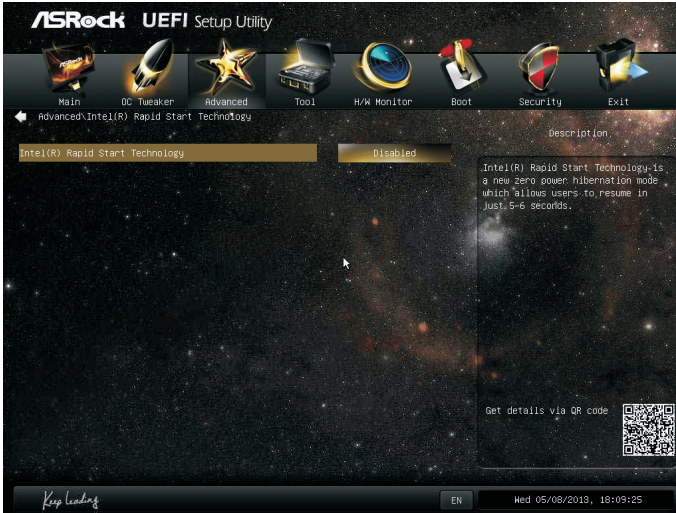 ASRock UEFI Setup Utility
Main OC Tweaker Advanced Tool H/W Monitor Boot Security Exit
Advanced\Intel(R) Rapid Start Technology
Description
Intel(R) Rapid Start Technology Disabled
Intel(R) Rapid Start Technology is
a new zero power hibernation mode
which allows users to resume in
just 5-6 seconds.
Get details via QR code
Keep Leading
EN
Wed 05/08/2013, 18:09:25